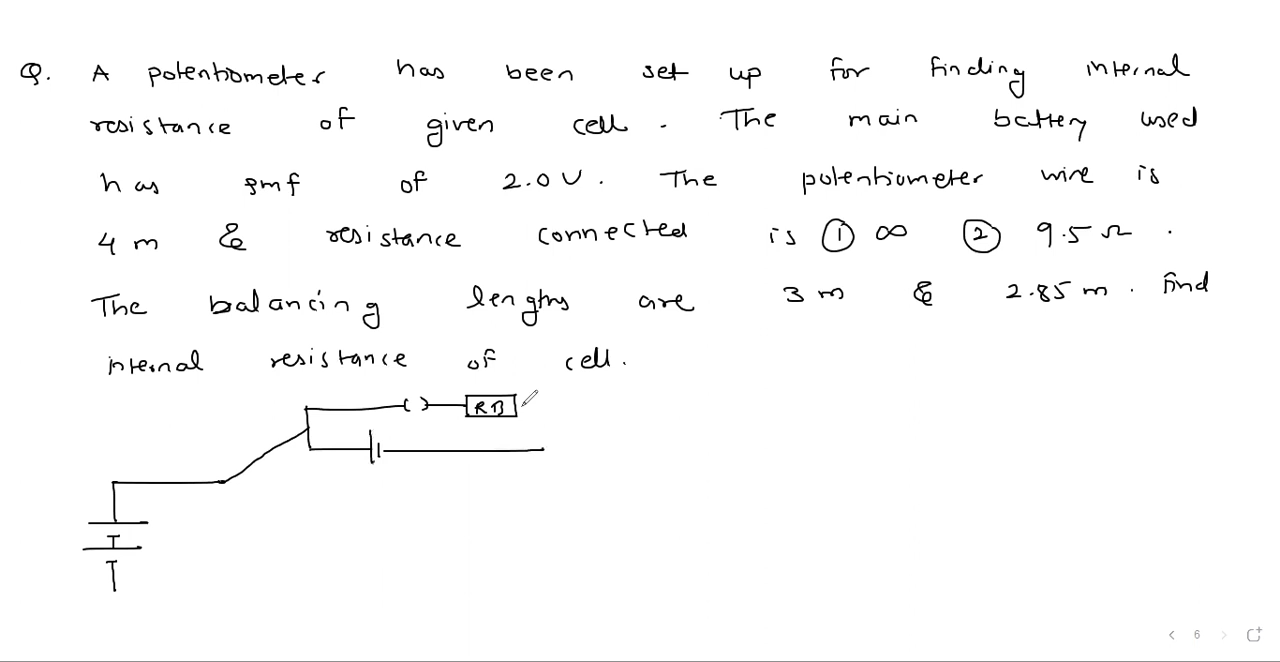 Q. A potentiometer has been set up for finding internal
resistance of given cell. The main battery used
has emf of 2.0V. The potentiometer wire is
4 m & resistance connected is ① ∞ ② 9.5 Ω.
The balancing lengths are 3 m & 2.85 m. find
internal resistance of cell.
( ) RB
6